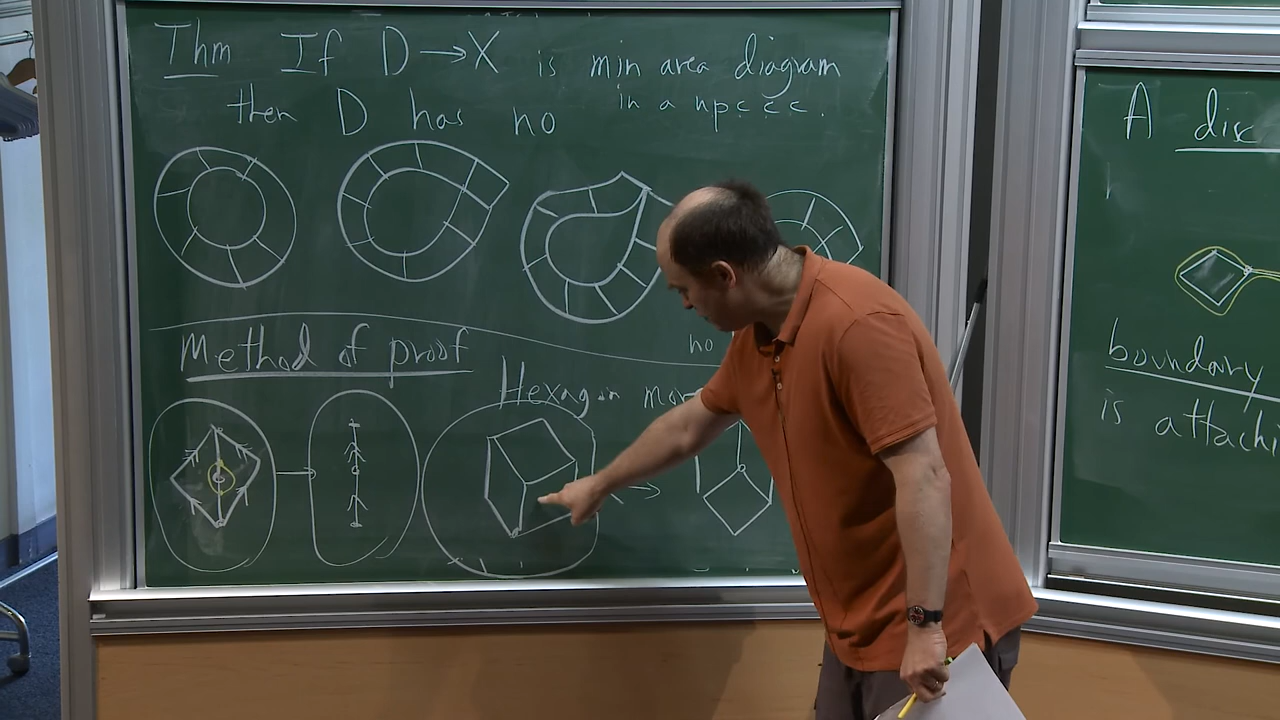 Thm If D → X is min area diagram
in a npccc.
then D has no
no
Method of proof
Hexagon
A disc
boundary
is attachi